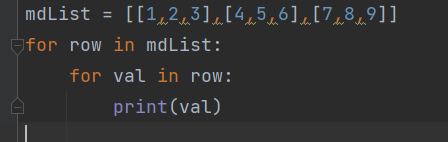 mdList = [[1,2,3],[4,5,6],[7,8,9]]
for row in mdList:
    for val in row:
        print(val)